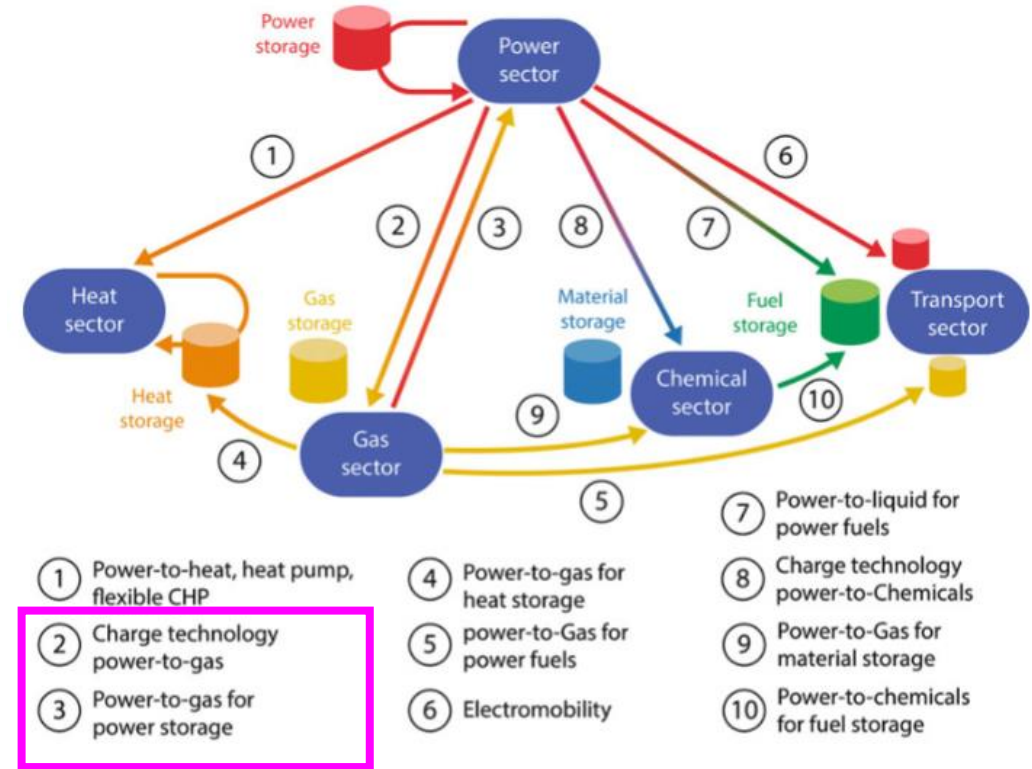 Power
storage
Power
sector
1
2
3
8
7
6
Heat
sector
Gas
storage
Material
storage
Fuel
storage
Transport
sector
Heat
storage
Chemical
sector
Gas
sector
4
9
10
5
1 Power-to-heat, heat pump,
flexible CHP
2 Charge technology
power-to-gas
3 Power-to-gas for
power storage
4 Power-to-gas for
heat storage
5 power-to-Gas for
power fuels
6 Electromobility
7 Power-to-liquid for
power fuels
8 Charge technology
power-to-Chemicals
9 Power-to-Gas for
material storage
10 Power-to-chemicals
for fuel storage